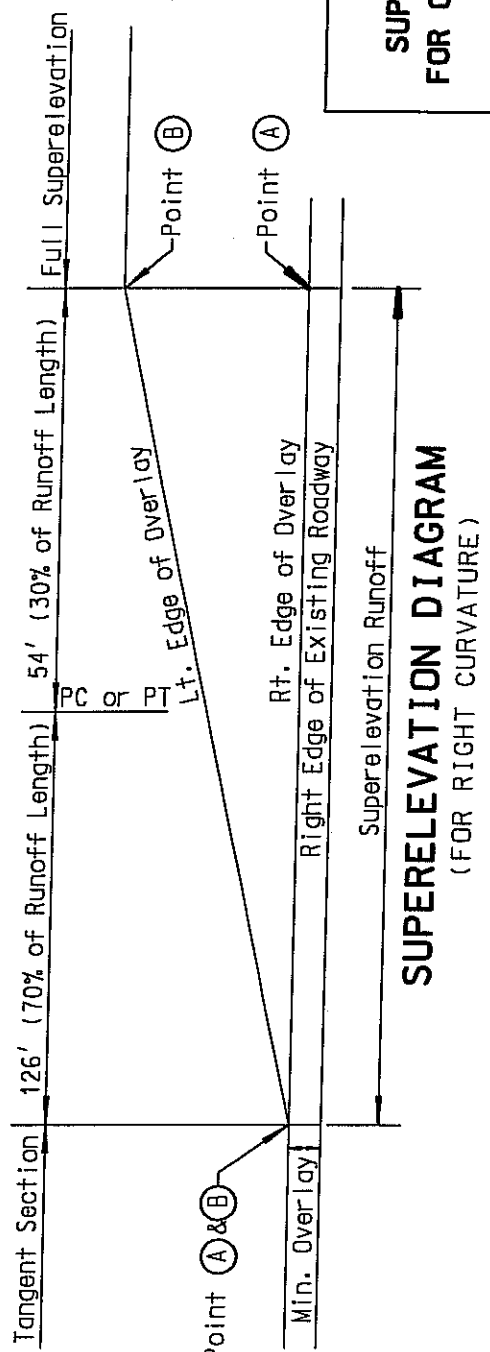 Tangent Section
126' (70% of Runoff Length)
54' (30% of Runoff Length)
Full Superelevation
PC or PT
Point B
Lt. Edge of Overlay
Point A & B
Point A
Rt. Edge of Overlay
Right Edge of Existing Roadway
Min. Overlay
Superelevation Runoff
SUPERELEVATION DIAGRAM
(FOR RIGHT CURVATURE)
SUP
FOR